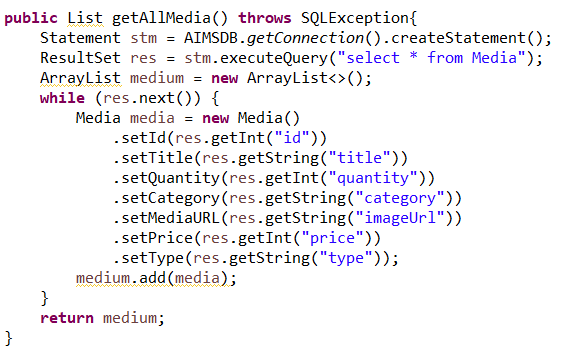 public List getAllMedia() throws SQLException{
    Statement stm = AIMSDB.getConnection().createStatement();
    ResultSet res = stm.executeQuery("select * from Media");
    ArrayList medium = new ArrayList<>();
    while (res.next()) {
        Media media = new Media()
            .setId(res.getInt("id"))
            .setTitle(res.getString("title"))
            .setQuantity(res.getInt("quantity"))
            .setCategory(res.getString("category"))
            .setMediaURL(res.getString("imageUrl"))
            .setPrice(res.getInt("price"))
            .setType(res.getString("type"));
        medium.add(media);
    }
    return medium;
}